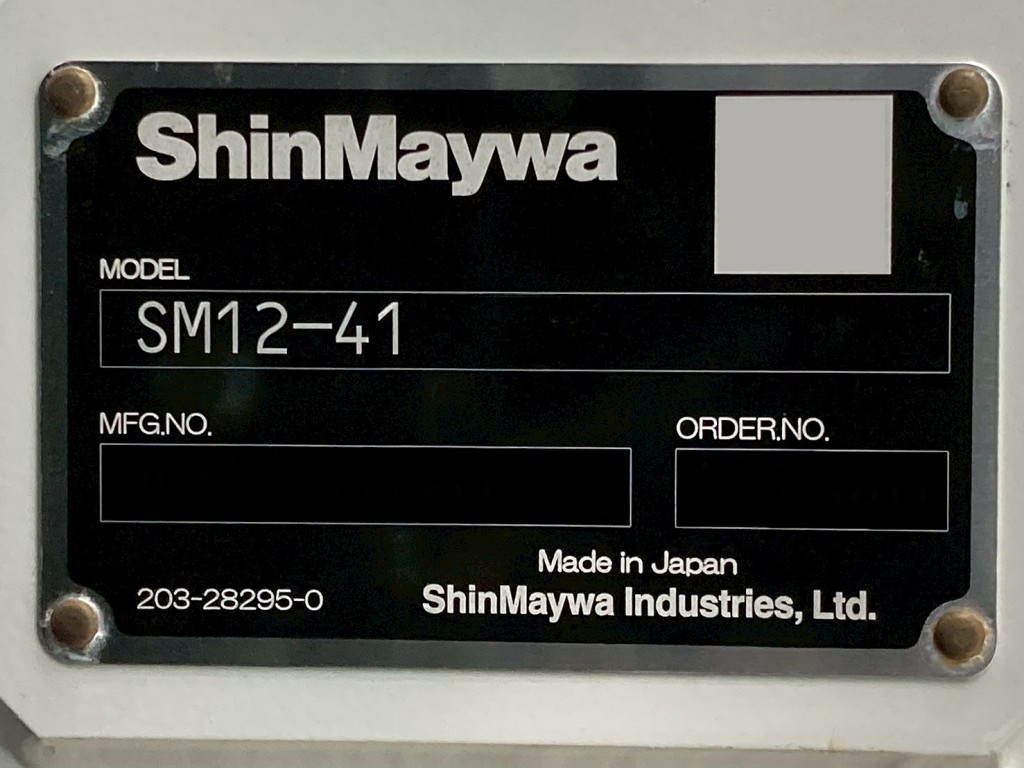 ShinMaywa
MODEL
SM12-41
MFG.NO.
ORDER.NO.
Made in Japan
203-28295-0
ShinMaywa Industries, Ltd.